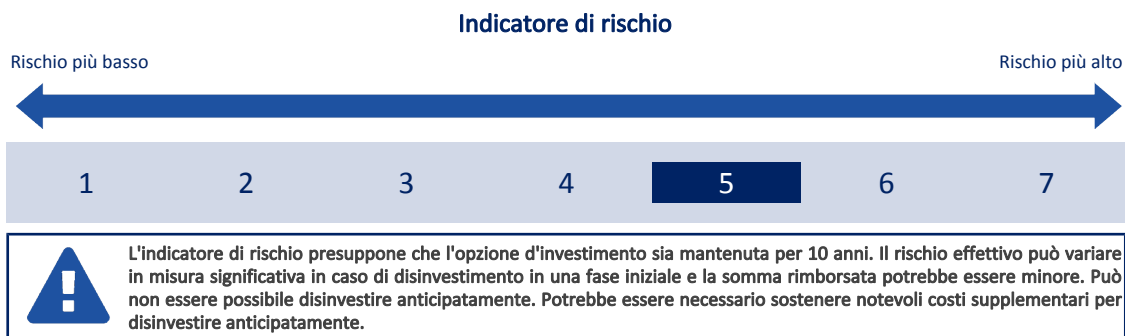 Indicatore di rischio
Rischio più basso
Rischio più alto
1 2 3 4 5 6 7
L'indicatore di rischio presuppone che l'opzione d'investimento sia mantenuta per 10 anni. Il rischio effettivo può variare
in misura significativa in caso di disinvestimento in una fase iniziale e la somma rimborsata potrebbe essere minore. Può
non essere possibile disinvestire anticipatamente. Potrebbe essere necessario sostenere notevoli costi supplementari per
disinvestire anticipatamente.